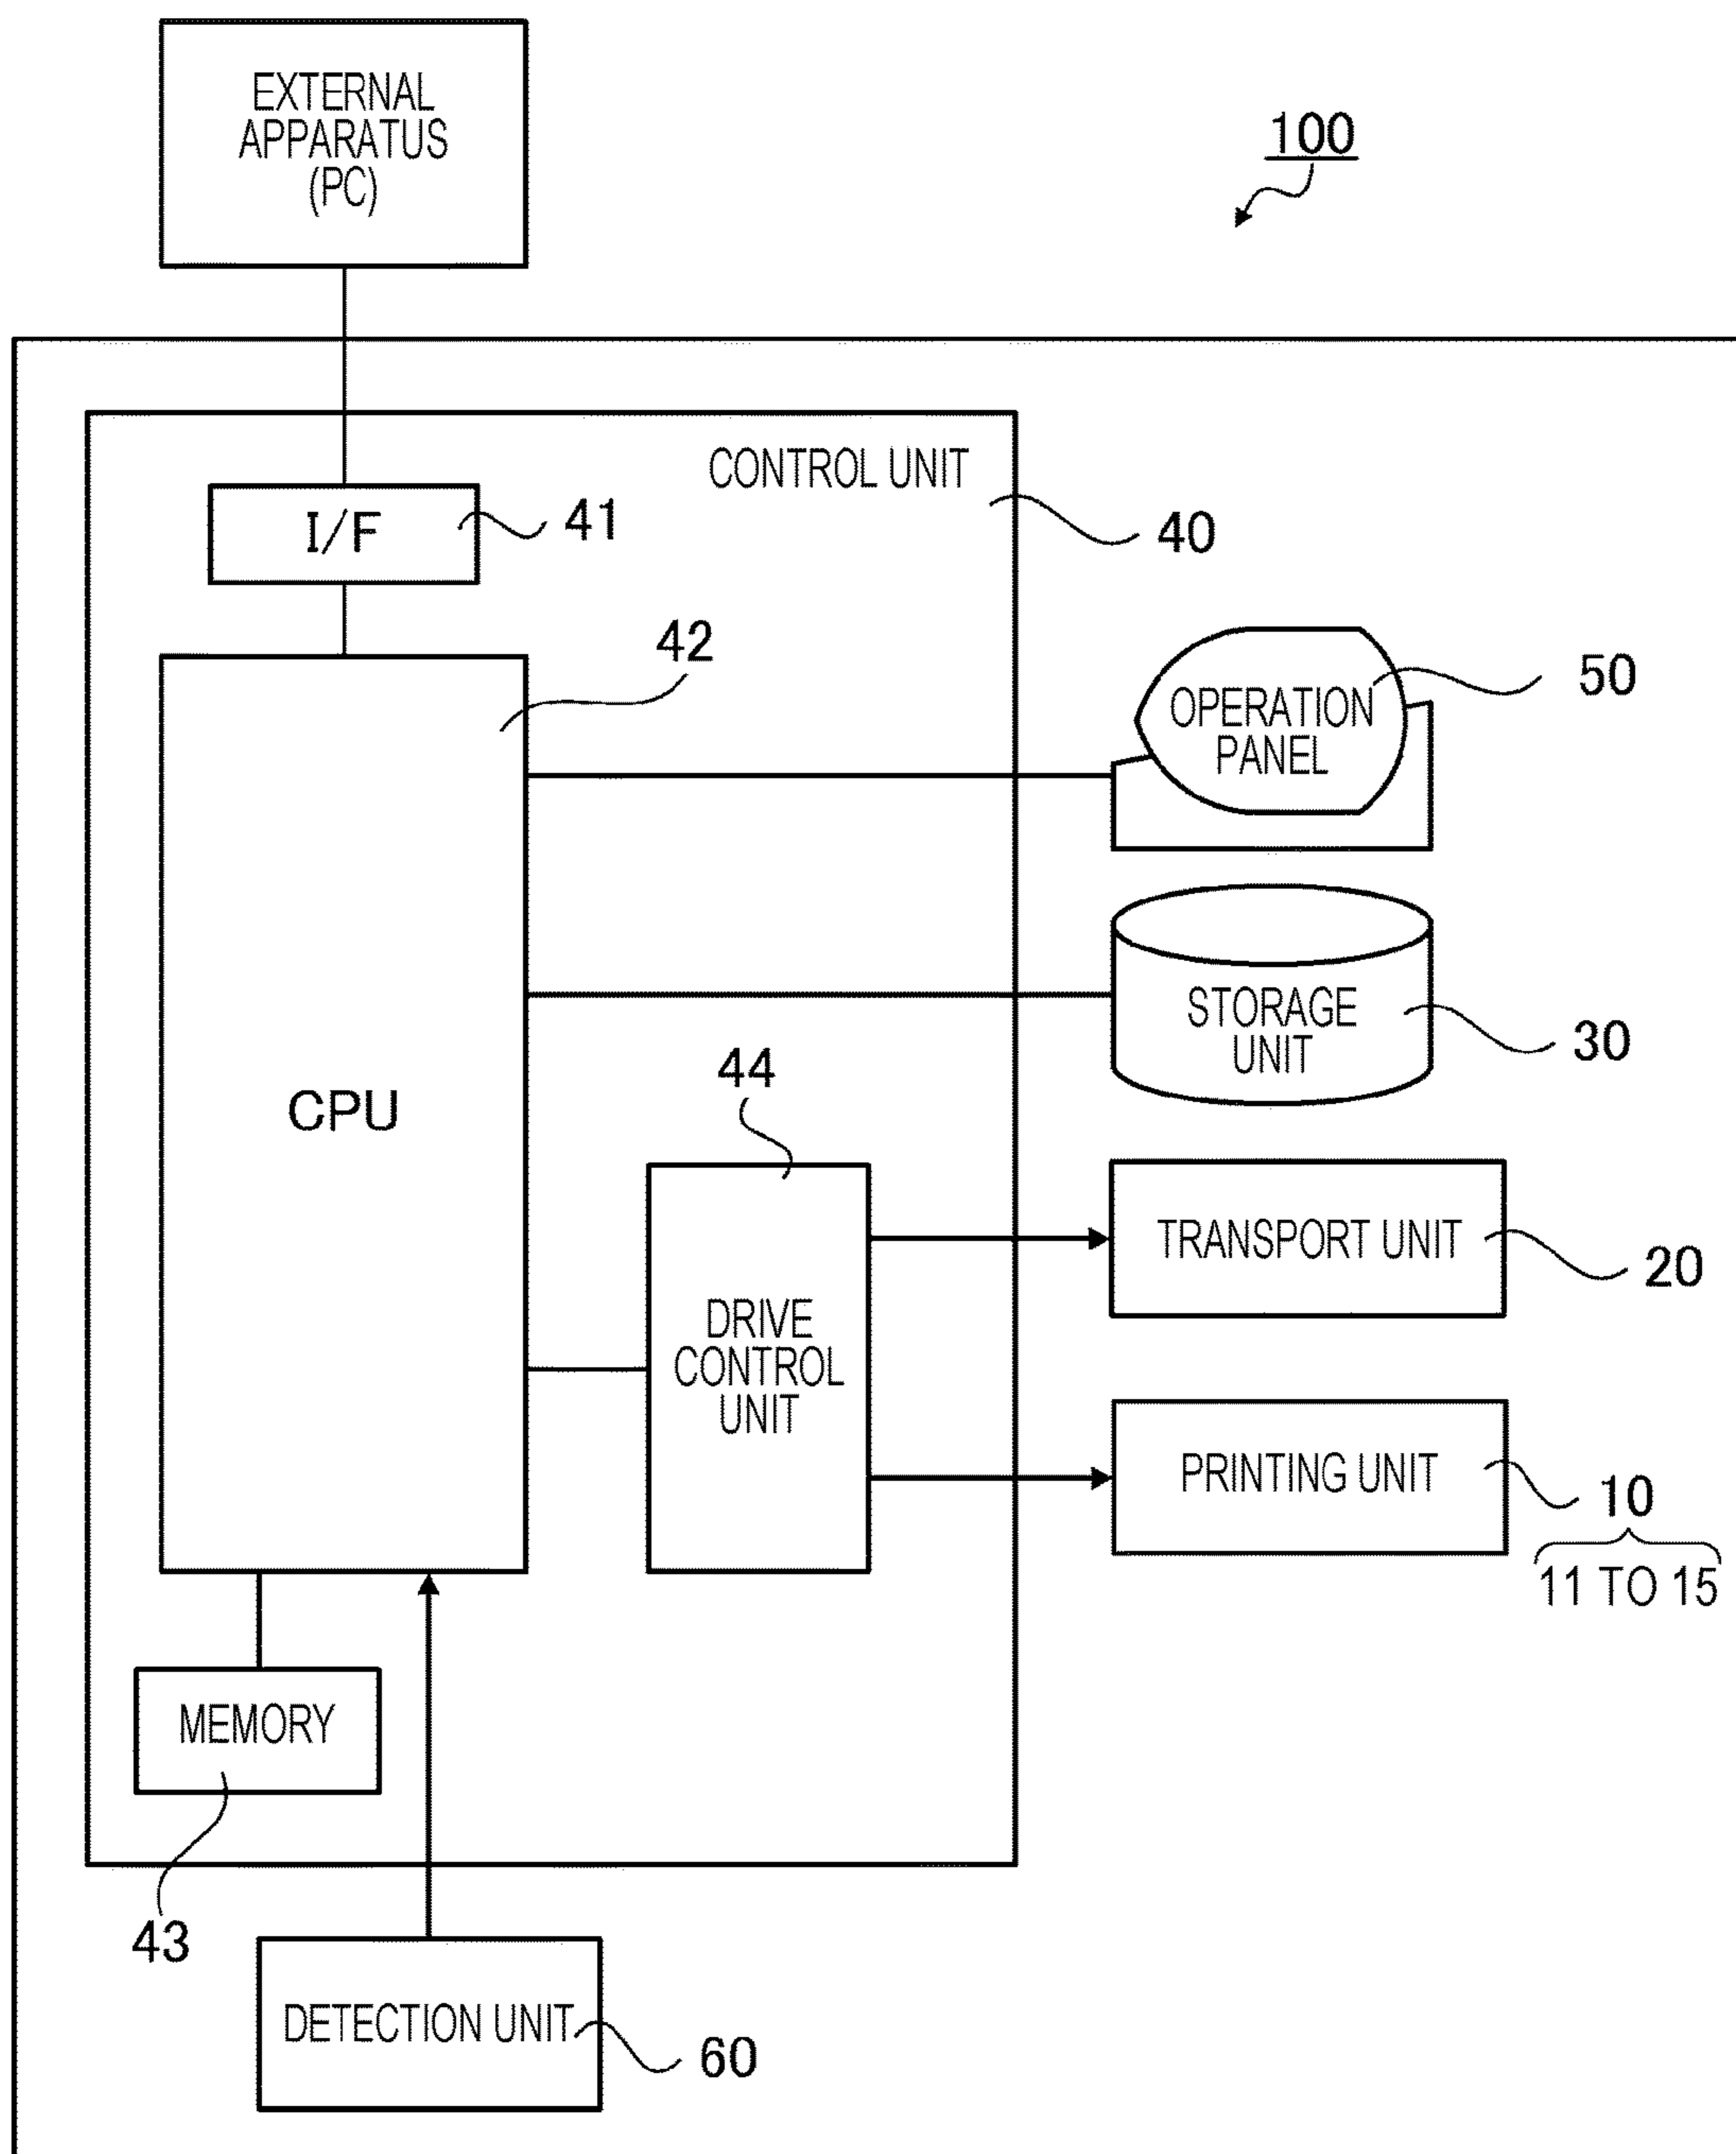 EXTERNAL
APPARATUS
(PC)
100
CONTROL UNIT
I/F
41
40
42
50
OPERATION
PANEL
STORAGE
UNIT
30
44
CPU
TRANSPORT UNIT
20
DRIVE
CONTROL
UNIT
PRINTING UNIT
10
11 TO 15
MEMORY
43
DETECTION UNIT
60